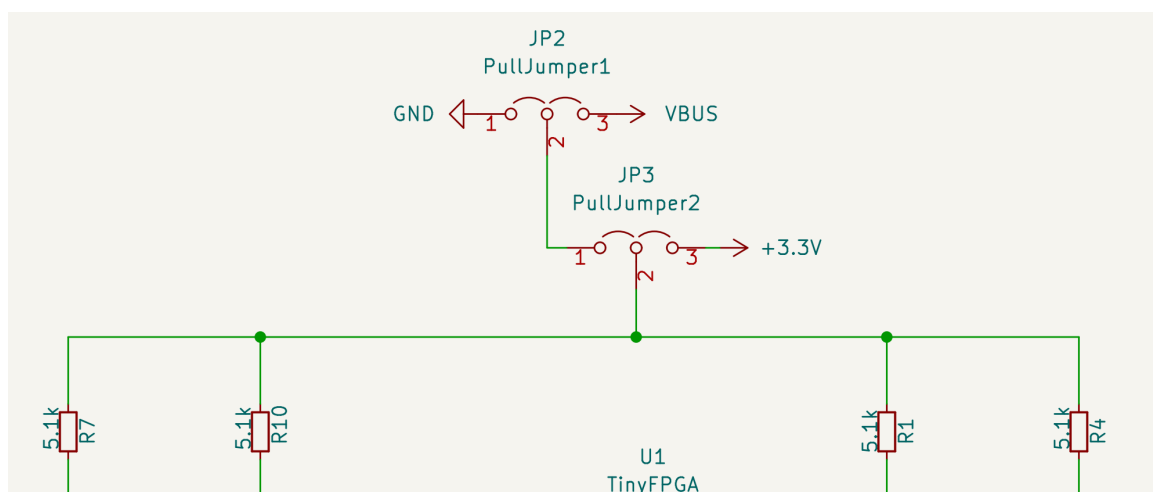 JP2
PullJumper1
GND
1
2
3
VBUS
JP3
PullJumper2
1
2
3
+3.3V
5.1k
R7
5.1k
R10
5.1k
R1
5.1k
R4
U1
TinyFPGA